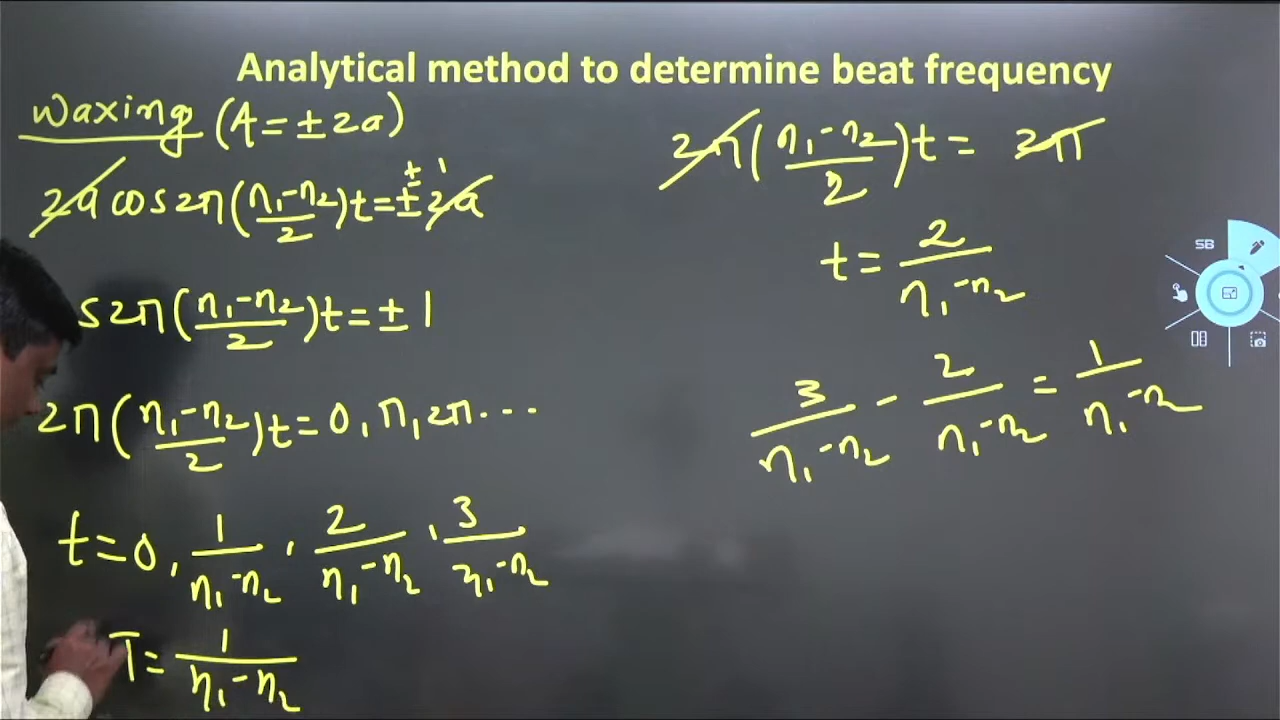 Analytical method to determine beat frequency
Waxing (A = ± 2a)
2a cos 2π(n₁-n₂/2)t = ± 2a ± 1
s 2π(n₁-n₂/2)t = ± 1
2π(n₁-n₂/2)t = 0, π, 2π ...
t = 0, 1/n₁-n₂, 2/n₁-n₂, 3/n₁-n₂
T = 1/n₁-n₂
2π(n₁-n₂/2)t = 2π
t = 2/n₁-n₂
3/n₁-n₂ - 2/n₁-n₂ = 1/n₁-n₂
SB